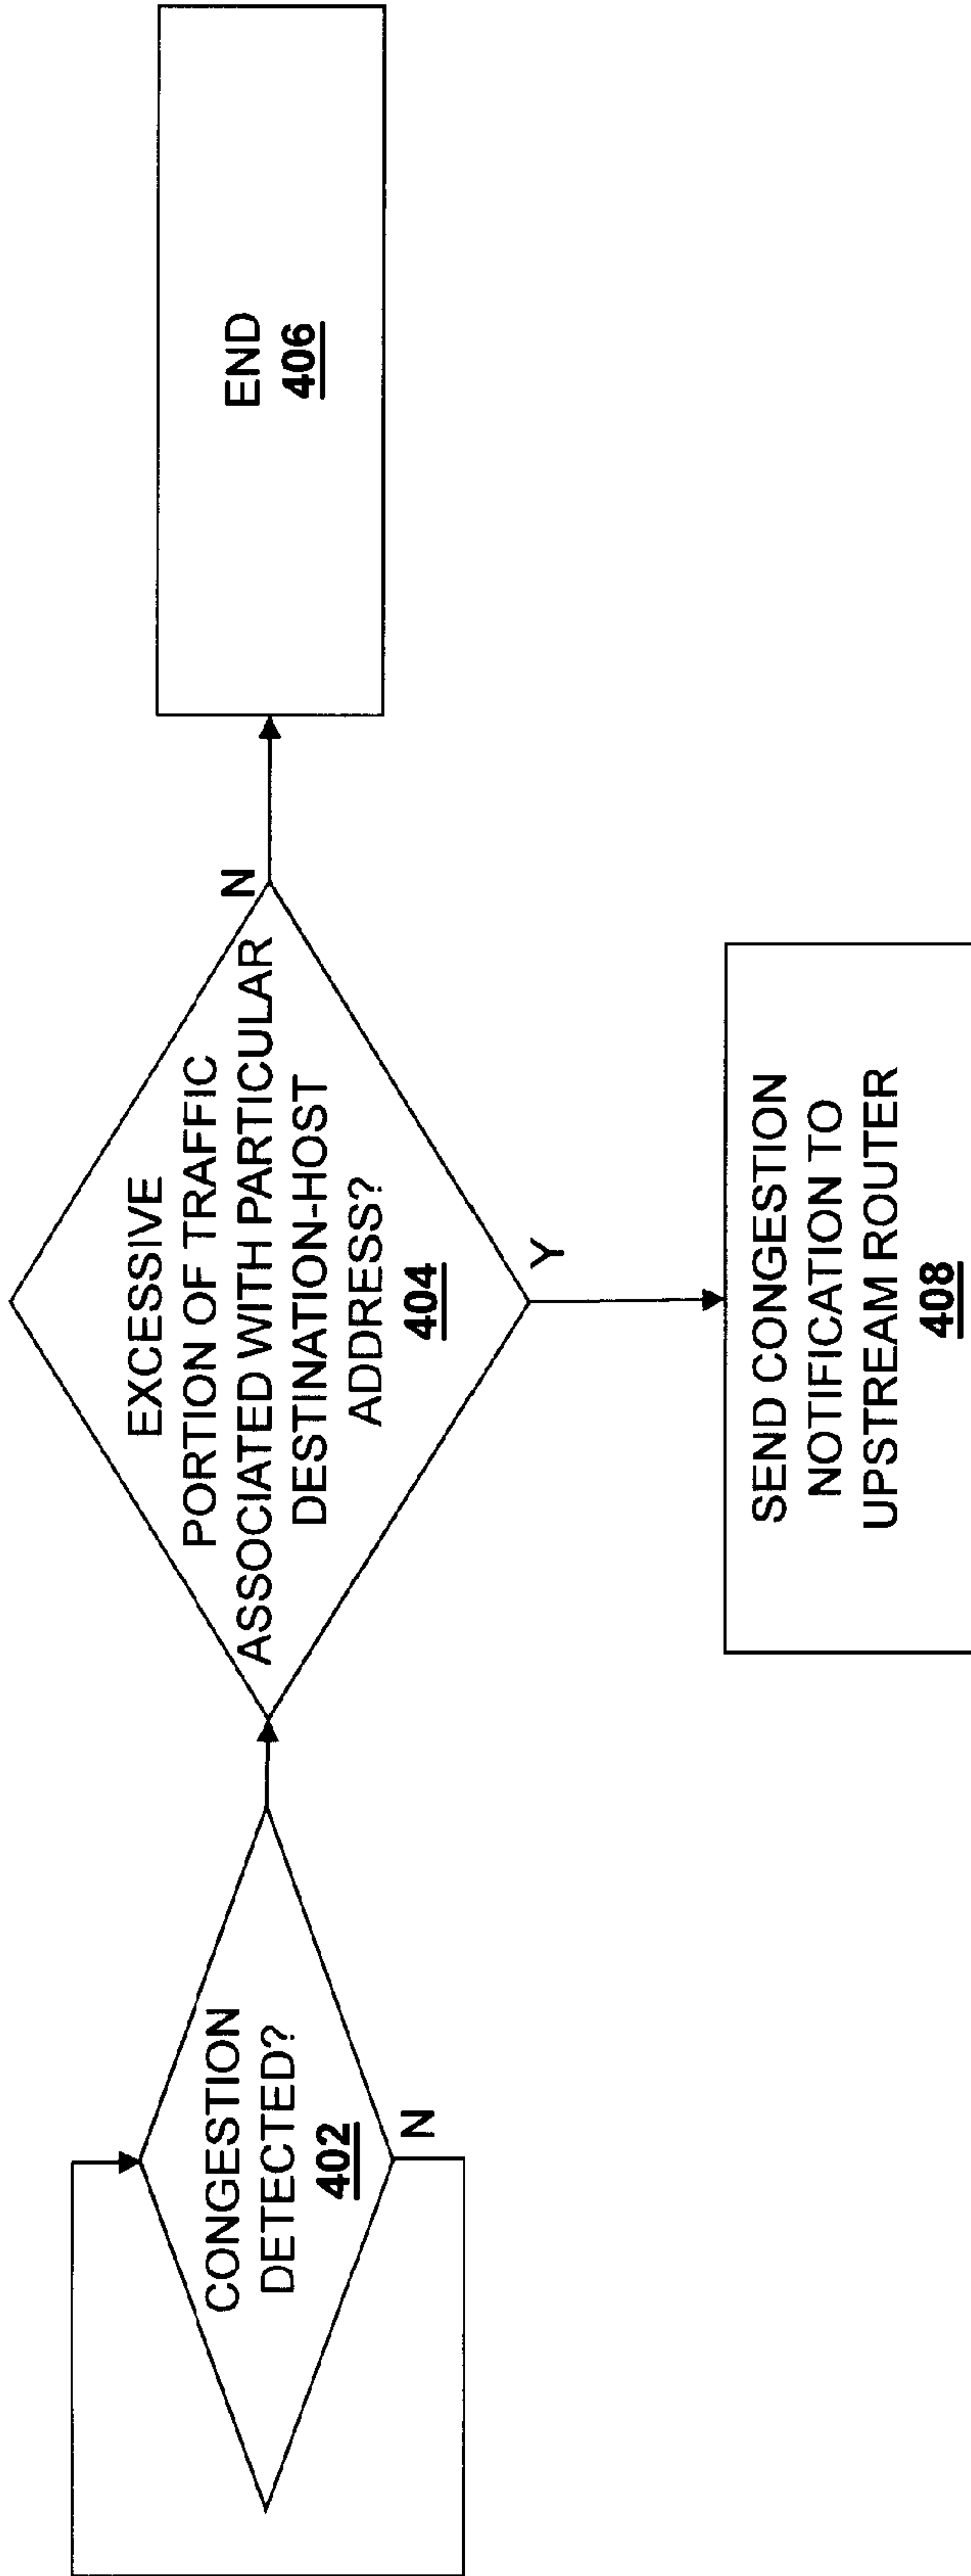 CONGESTION
DETECTED?
402
N
EXCESSIVE
PORTION OF TRAFFIC
ASSOCIATED WITH PARTICULAR
DESTINATION-HOST
ADDRESS?
404
N
Y
END
406
SEND CONGESTION
NOTIFICATION TO
UPSTREAM ROUTER
408